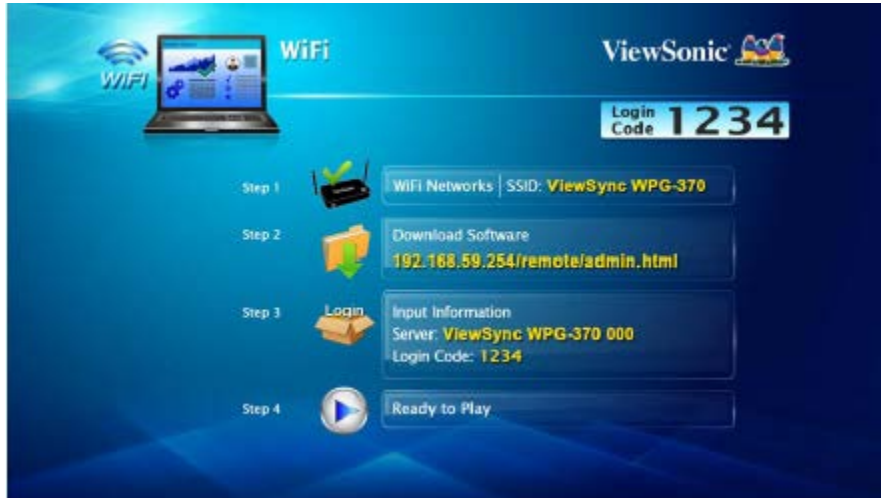 WiFi
WiFi
ViewSonic
Login Code 1234
Step 1
WiFi Networks | SSID: ViewSync WPG-370
Step 2
Download Software
192.168.59.254/remote/admin.html
Step 3
Login
Input Information
Server: ViewSync WPG-370 000
Login Code: 1234
Step 4
Ready to Play